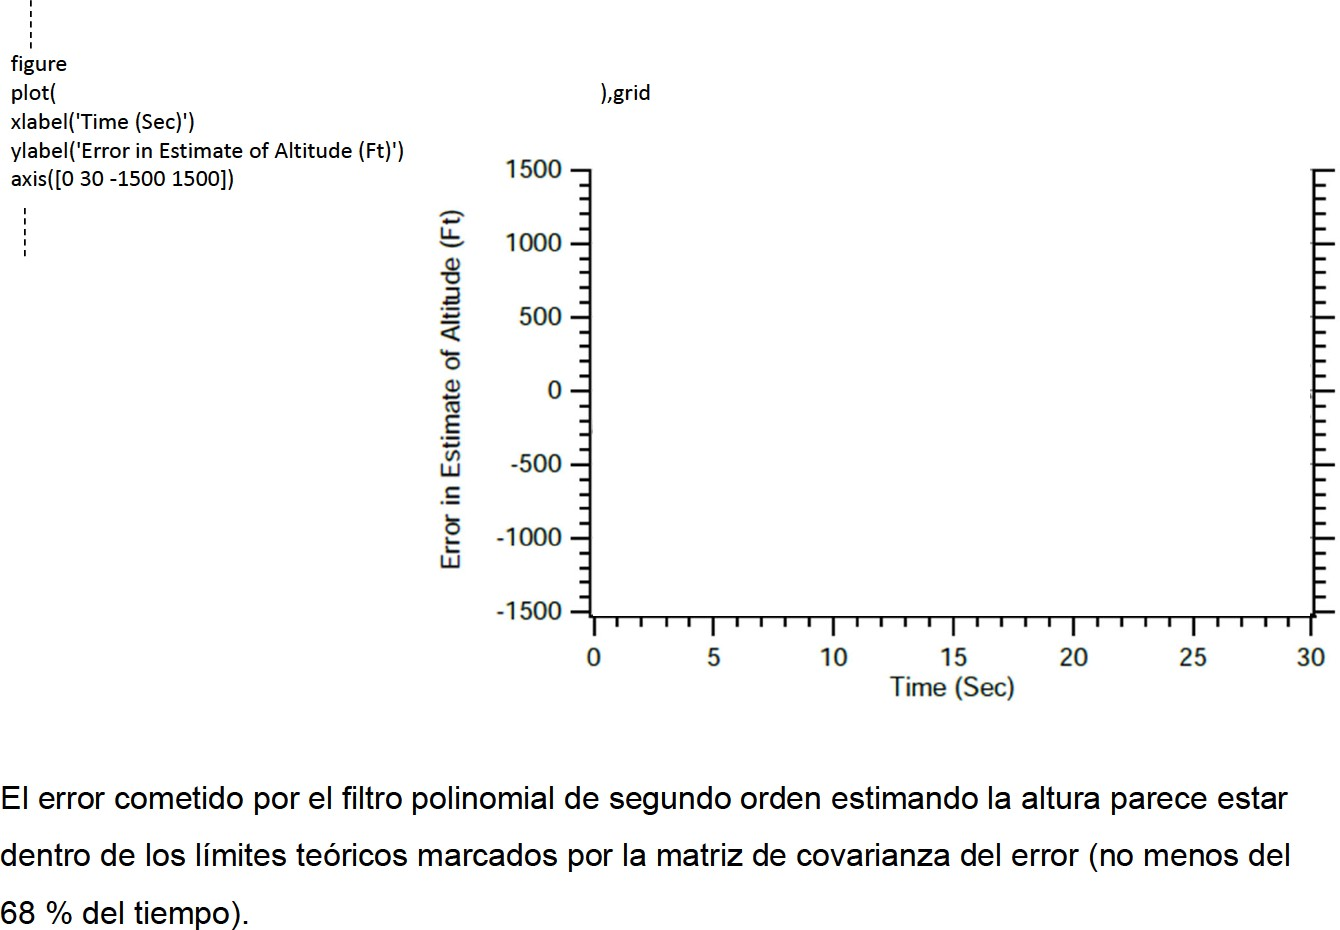 figure
plot(                ),grid
xlabel('Time (Sec)')
ylabel('Error in Estimate of Altitude (Ft)')
axis([0 30 -1500 1500])
Error in Estimate of Altitude (Ft)
1500
1000
500
0
-500
-1000
-1500
0 5 10 15 20 25 30
Time (Sec)
El error cometido por el filtro polinomial de segundo orden estimando la altura parece estar
dentro de los límites teóricos marcados por la matriz de covarianza del error (no menos del
68 % del tiempo).